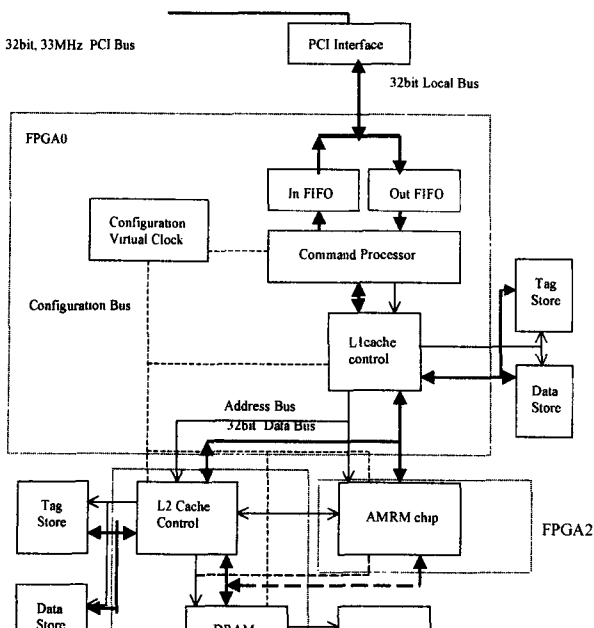 32bit, 33MHz PCI Bus
PCI Interface
32bit Local Bus
FPGA0
In FIFO
Out FIFO
Configuration
Virtual Clock
Command Processor
Configuration Bus
Tag
Store
L1cache
control
Data
Store
Address Bus
32bit Data Bus
Tag
Store
L2 Cache
Control
AMRM chip
FPGA2
Data
Store
DRAM